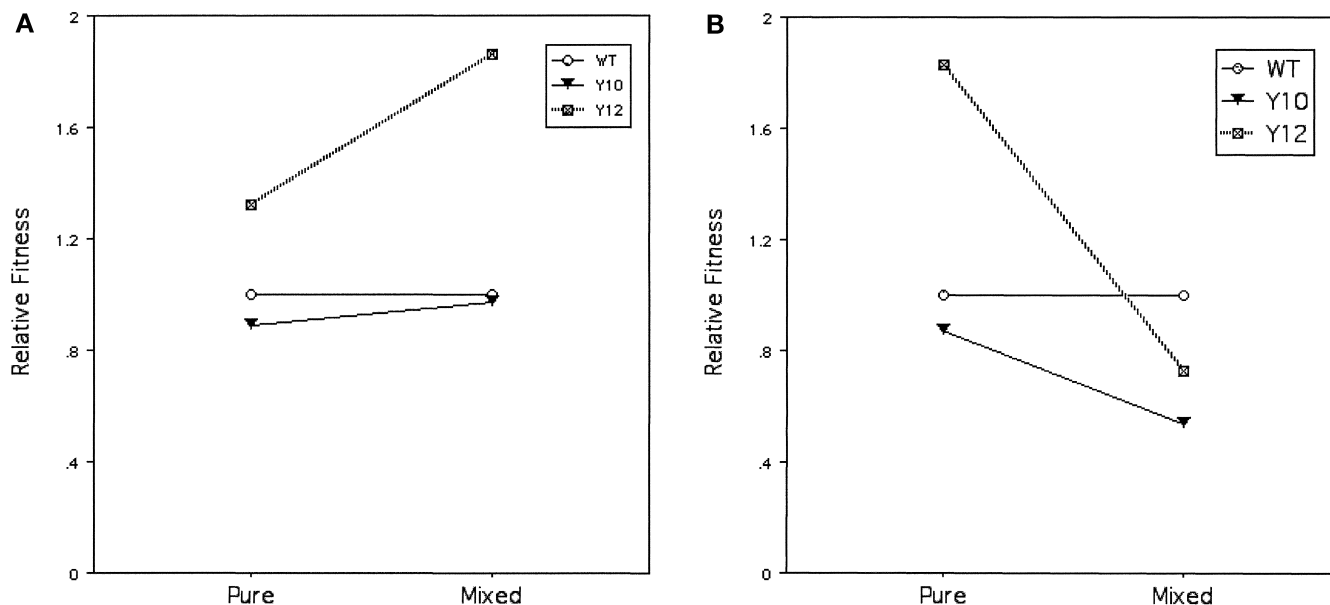 A
2
1.6
1.2
.8
.4
0
Relative Fitness
Pure
Mixed
WT
Y10
Y12
B
2
1.6
1.2
.8
.4
0
Relative Fitness
Pure
Mixed
WT
Y10
Y12